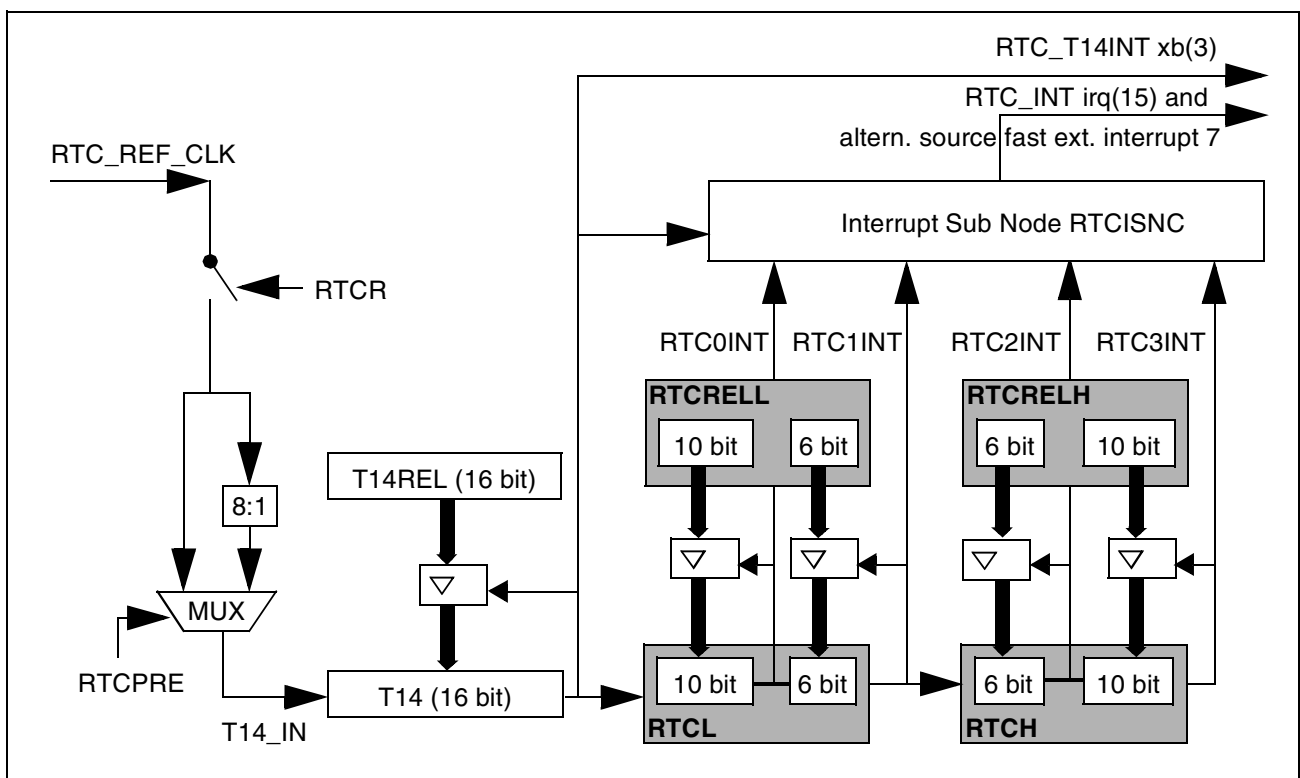 RTC_T14INT xb(3)
RTC_INT irq(15) and
altern. source fast ext. interrupt 7
RTC_REF_CLK
Interrupt Sub Node RTCISNC
RTCR
RTC0INT RTC1INT RTC2INT RTC3INT
RTCRELL RTCRELH
10 bit 6 bit 6 bit 10 bit
T14REL (16 bit)
8:1
MUX
RTCPRE
T14 (16 bit) 10 bit 6 bit 6 bit 10 bit
T14_IN RTCL RTCH